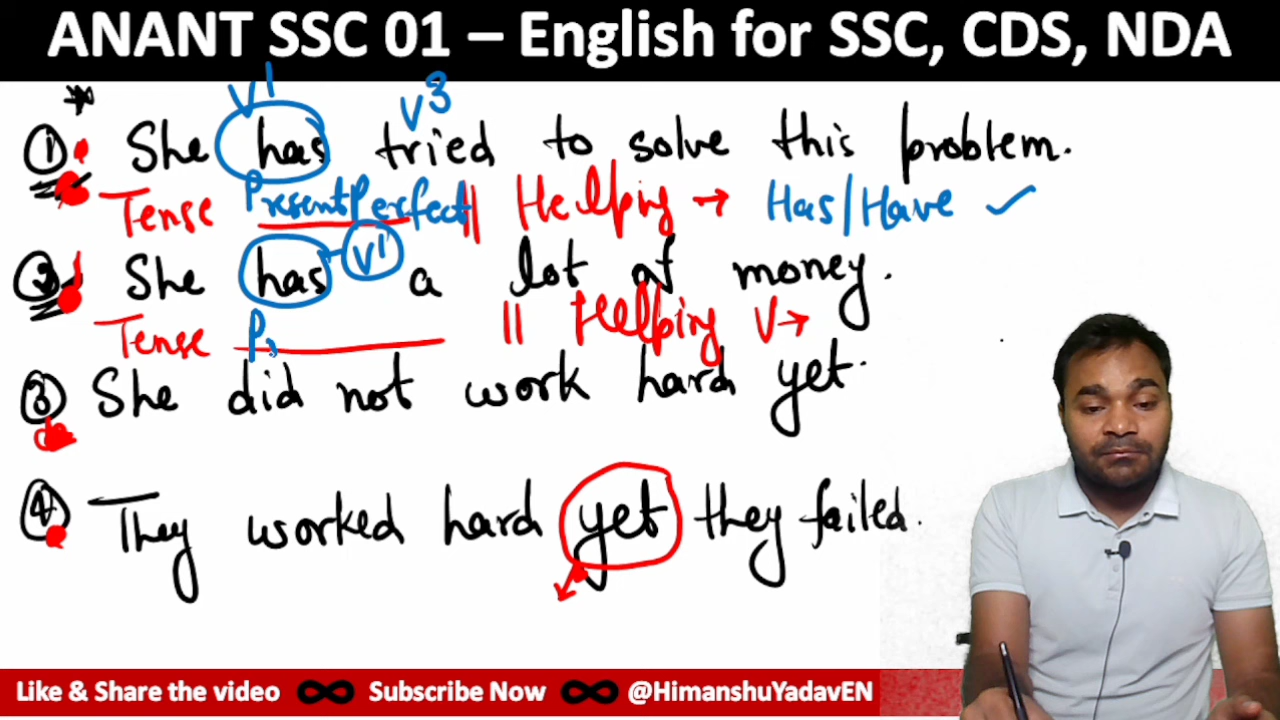 ANANT SSC 01 – English for SSC, CDS, NDA
V1 V3
1 She has tried to solve this problem.
Tense Present Perfect || Helping → Has/Have ✓
2 She has V1 a lot of money.
Tense P || Helping V→
3 She did not work hard yet.
4 They worked hard yet they failed.
Like & Share the video Subscribe Now @HimanshuYadavEN